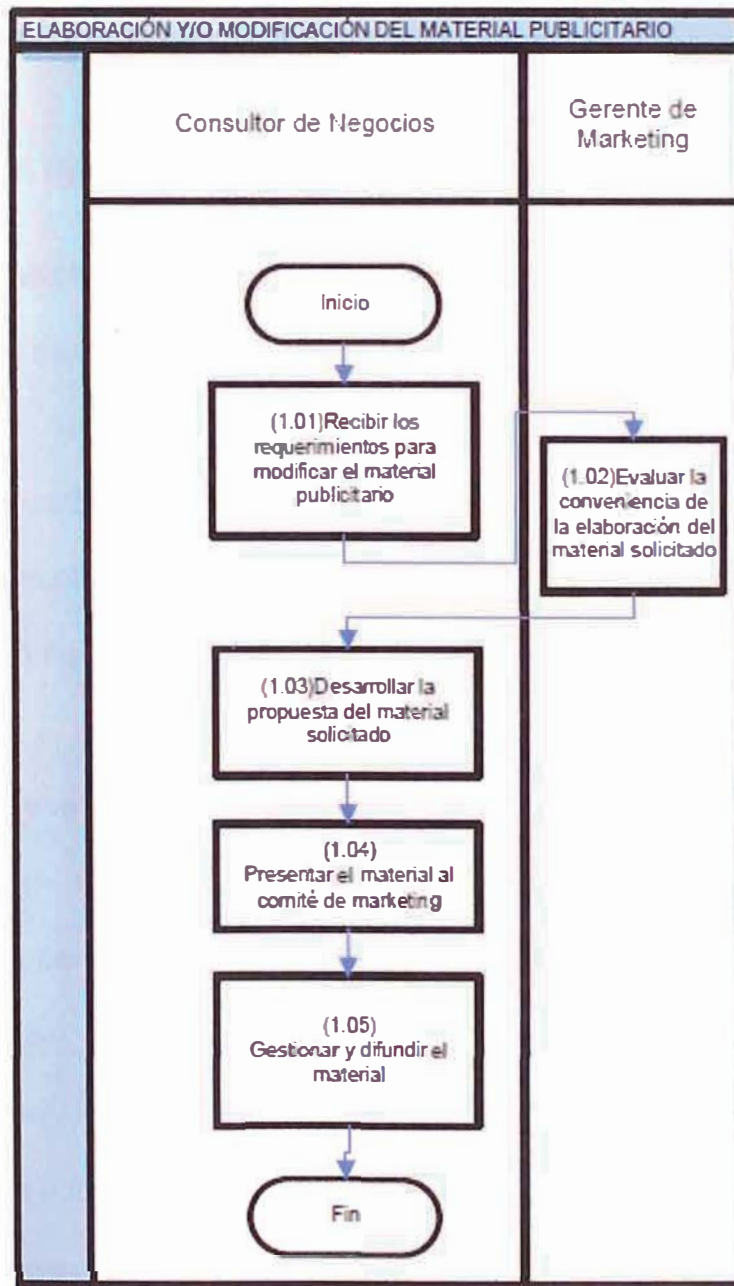 ELABORACIÓN Y/O MODIFICACIÓN DEL MATERIAL PUBLICITARIO
Consultor de Negocios
Gerente de
Marketing
Inicio
(1.01)Recibir los
requerimientos para
modificar el material
publicitario
(1.02)Evaluar la
conveniencia de
la elaboración del
material solicitado
(1.03)Desarrollar la
propuesta del material
solicitado
(1.04)
Presentar el material al
comité de marketing
(1.05)
Gestionar y difundir el
material
Fin